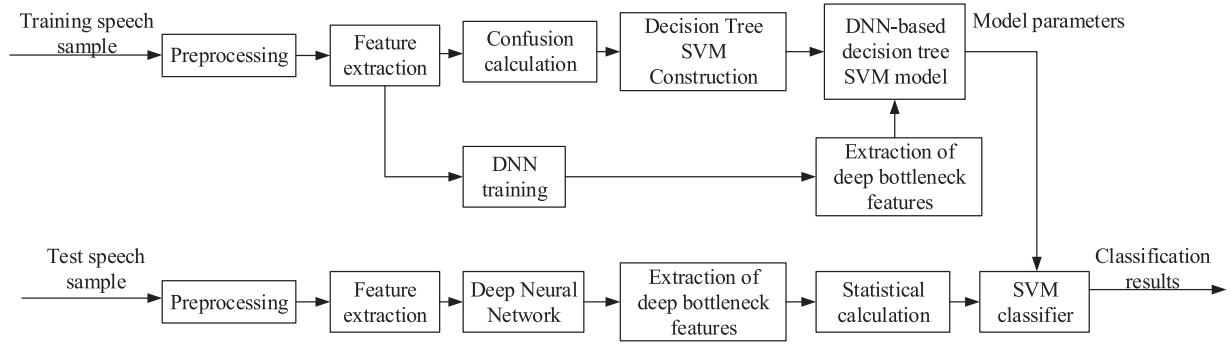 Training speech
sample
Preprocessing
Feature
extraction
Confusion
calculation
Decision Tree
SVM
Construction
DNN-based
decision tree
SVM model
Model parameters
DNN
training
Extraction of
deep bottleneck
features
Test speech
sample
Preprocessing
Feature
extraction
Deep Neural
Network
Extraction of
deep bottleneck
features
Statistical
calculation
SVM
classifier
Classification
results